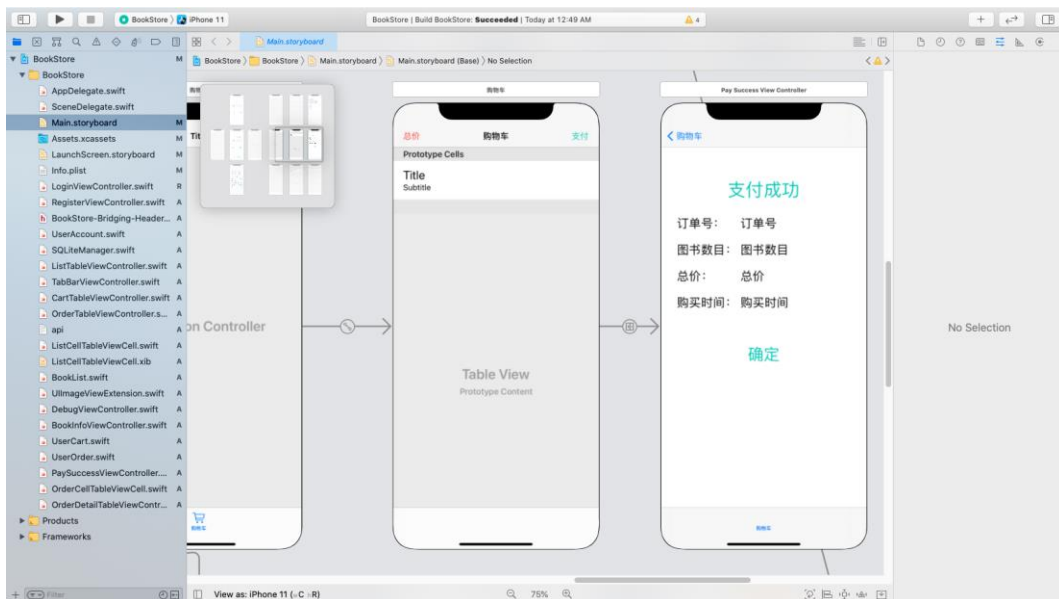 BookStore
iPhone 11
BookStore | Build BookStore: Succeeded | Today at 12:49 AM
4
Main.storyboard
BookStore M
BookStore
AppDelegate.swift
SceneDelegate.swift
Main.storyboard M
Assets.xcassets M
LaunchScreen.storyboard M
Info.plist M
LoginViewController.swift R
RegisterViewController.swift A
BookStore-Bridging-Header... A
UserAccount.swift A
SQLiteManager.swift A
ListTableViewController.swift A
TabBarViewController.swift A
CartTableViewController.swift A
OrderTableViewController.s... A
api A
ListCellTableViewCell.swift A
ListCellTableViewCell.xib A
BookList.swift A
UIImageViewExtension.swift A
DebugViewController.swift A
BookInfoViewController.swift A
UserCart.swift A
UserOrder.swift A
PaySuccessViewController.... A
OrderCellTableViewCell.swift A
OrderDetailTableViewContr... A
Products
Frameworks
Filter
BookStore
BookStore
Main.storyboard
Main.storyboard (Base)
No Selection
Tit
on Controller
购物车
购物车
总价 购物车 支付
Prototype Cells
Title
Subtitle
Table View
Prototype Content
Pay Success View Controller
购物车
支付成功
订单号: 订单号
图书数目: 图书数目
总价: 总价
购买时间: 购买时间
确定
购物车
No Selection
View as: iPhone 11 (wC hR)
75%